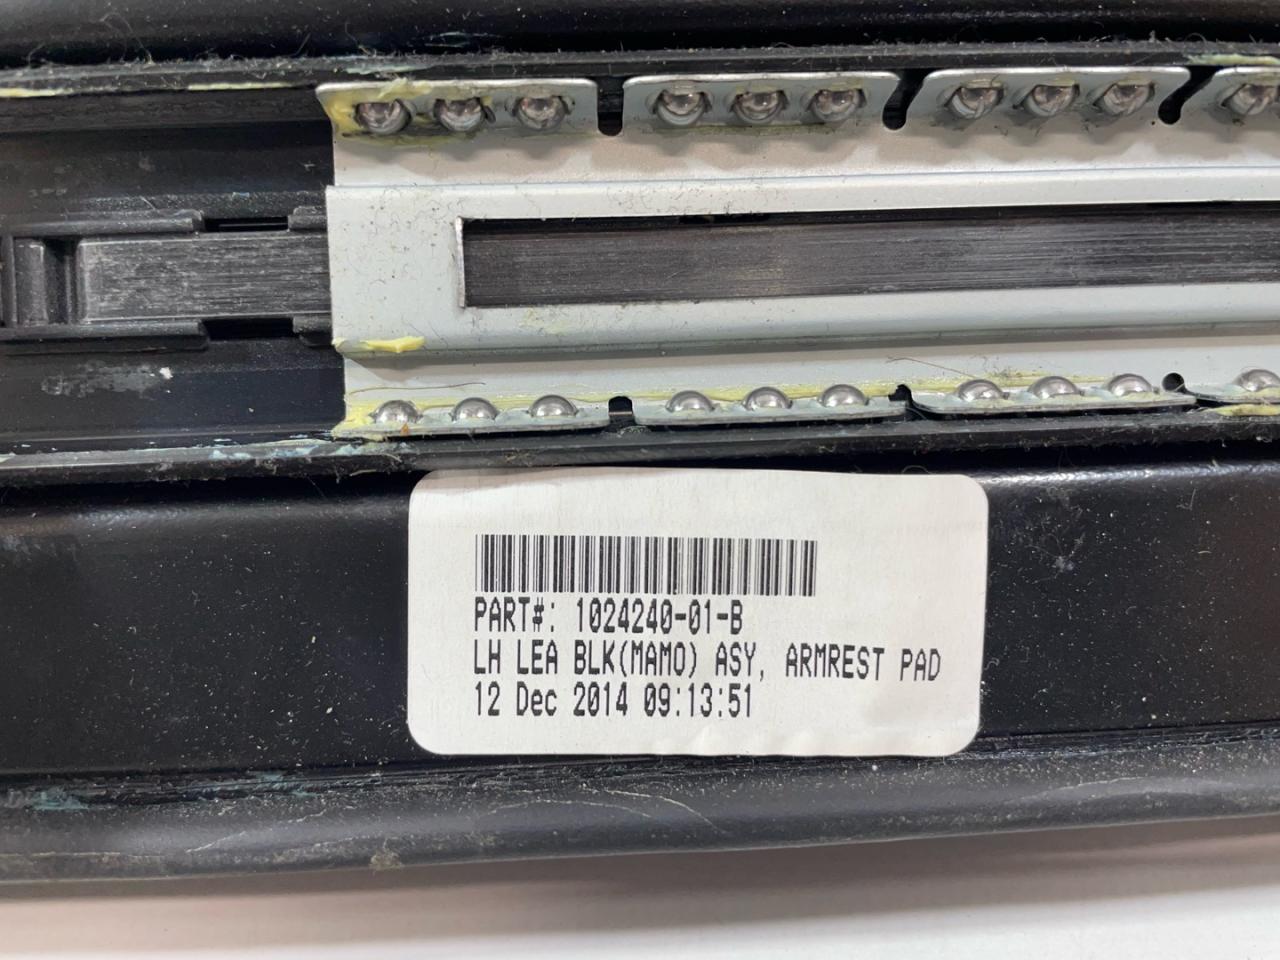 PART#: 1024240-01-B
LH LEA BLK(MAMO) ASY, ARMREST PAD
12 Dec 2014 09:13:51